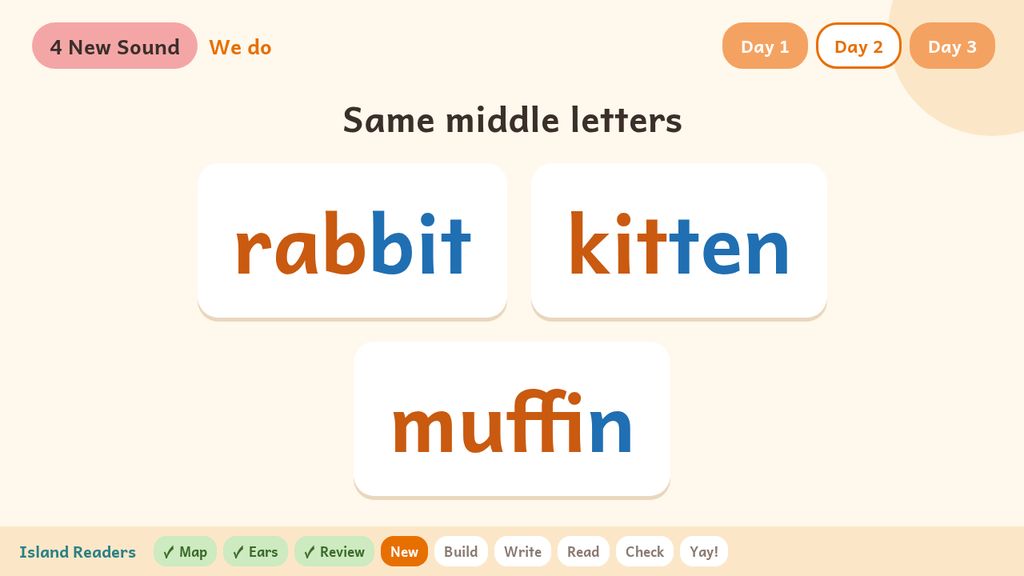 4 New Sound We do Day 1 Day 2 Day 3
Same middle letters
rabbit kitten
muffin
Island Readers ✓ Map ✓ Ears ✓ Review New Build Write Read Check Yay!